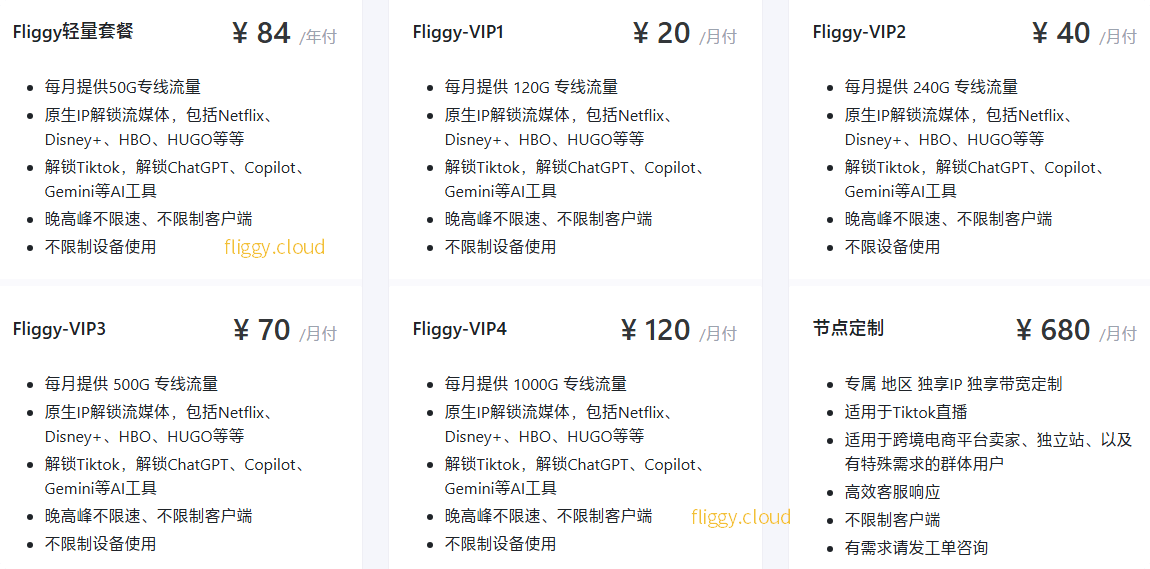 Fliggy轻量套餐
¥ 84 /年付
每月提供50G专线流量
原生IP解锁流媒体，包括Netflix、
Disney+、HBO、HUGO等等
解锁Tiktok，解锁ChatGPT、Copilot、
Gemini等AI工具
晚高峰不限速、不限制客户端
不限制设备使用
fliggy.cloud
Fliggy-VIP1
¥ 20 /月付
每月提供 120G 专线流量
原生IP解锁流媒体，包括Netflix、
Disney+、HBO、HUGO等等
解锁Tiktok，解锁ChatGPT、Copilot、
Gemini等AI工具
晚高峰不限速、不限制客户端
不限制设备使用
Fliggy-VIP2
¥ 40 /月付
每月提供 240G 专线流量
原生IP解锁流媒体，包括Netflix、
Disney+、HBO、HUGO等等
解锁Tiktok，解锁ChatGPT、Copilot、
Gemini等AI工具
晚高峰不限速、不限制客户端
不限设备使用
Fliggy-VIP3
¥ 70 /月付
每月提供 500G 专线流量
原生IP解锁流媒体，包括Netflix、
Disney+、HBO、HUGO等等
解锁Tiktok，解锁ChatGPT、Copilot、
Gemini等AI工具
晚高峰不限速、不限制客户端
不限制设备使用
Fliggy-VIP4
¥ 120 /月付
每月提供 1000G 专线流量
原生IP解锁流媒体，包括Netflix、
Disney+、HBO、HUGO等等
解锁Tiktok，解锁ChatGPT、Copilot、
Gemini等AI工具
晚高峰不限速、不限制客户端
不限制设备使用
fliggy.cloud
节点定制
¥ 680 /月付
专属 地区 独享IP 独享带宽定制
适用于Tiktok直播
适用于跨境电商平台卖家、独立站、以及
有特殊需求的群体用户
高效客服响应
不限制客户端
有需求请发工单咨询